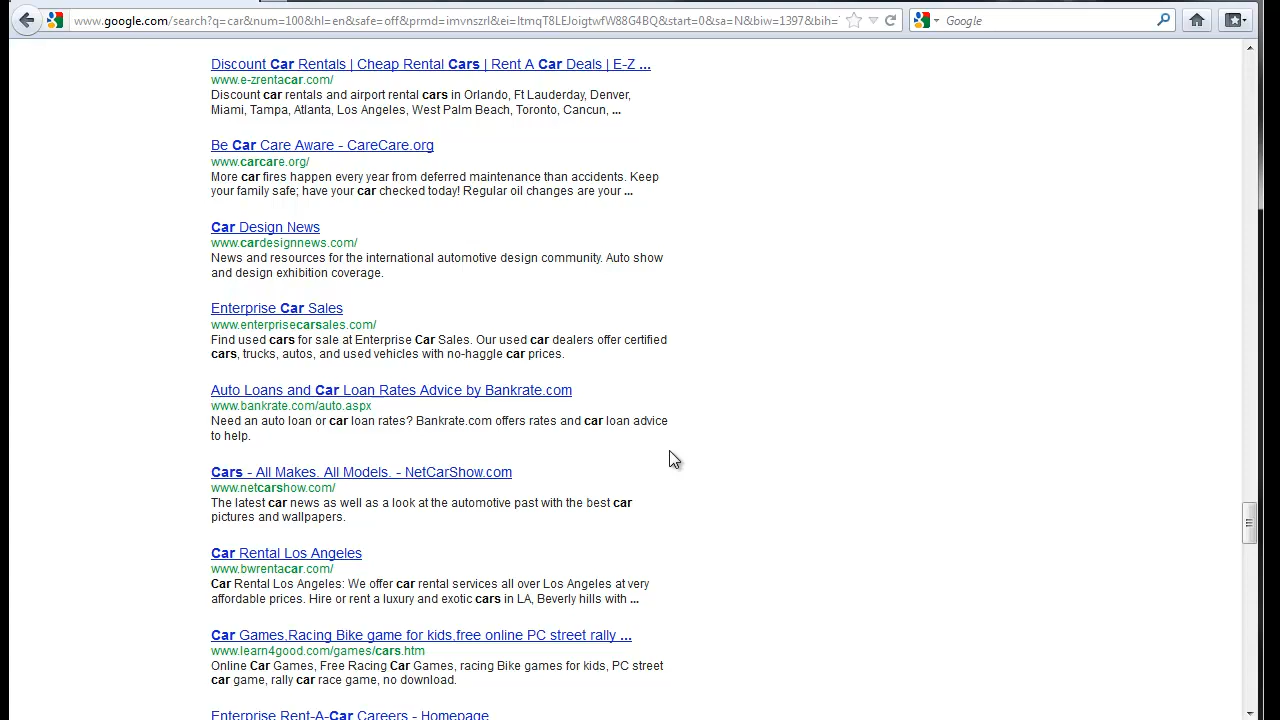 www.google.com/search?q=car&num=100&hl=en&safe=off&prmd=imvnszm&ei=ItmqT8LEJoigtwfW88G4BQ&start=0&sa=N&biw=1397&bih=
Google
Discount Car Rentals | Cheap Rental Cars | Rent A Car Deals | E-Z ...
www.e-zrentacar.com/
Discount car rentals and airport rental cars in Orlando, Ft Lauderday, Denver,
Miami, Tampa, Atlanta, Los Angeles, West Palm Beach, Toronto, Cancun, ...
Be Car Care Aware - CareCare.org
www.carcare.org/
More car fires happen every year from deferred maintenance than accidents. Keep
your family safe; have your car checked today! Regular oil changes are your ...
Car Design News
www.cardesignnews.com/
News and resources for the international automotive design community. Auto show
and design exhibition coverage.
Enterprise Car Sales
www.enterprisecarsales.com/
Find used cars for sale at Enterprise Car Sales. Our used car dealers offer certified
cars, trucks, autos, and used vehicles with no-haggle car prices.
Auto Loans and Car Loan Rates Advice by Bankrate.com
www.bankrate.com/auto.aspx
Need an auto loan or car loan rates? Bankrate.com offers rates and car loan advice
to help.
Cars - All Makes. All Models. - NetCarShow.com
www.netcarshow.com/
The latest car news as well as a look at the automotive past with the best car
pictures and wallpapers.
Car Rental Los Angeles
www.bwrentacar.com/
Car Rental Los Angeles: We offer car rental services all over Los Angeles at very
affordable prices. Hire or rent a luxury and exotic cars in LA, Beverly hills with ...
Car Games,Racing Bike game for kids,free online PC street rally ...
www.learn4good.com/games/cars.htm
Online Car Games, Free Racing Car Games, racing Bike games for kids, PC street
car game, rally car race game, no download.
Enterprise Rent-A-Car Careers - Homepage